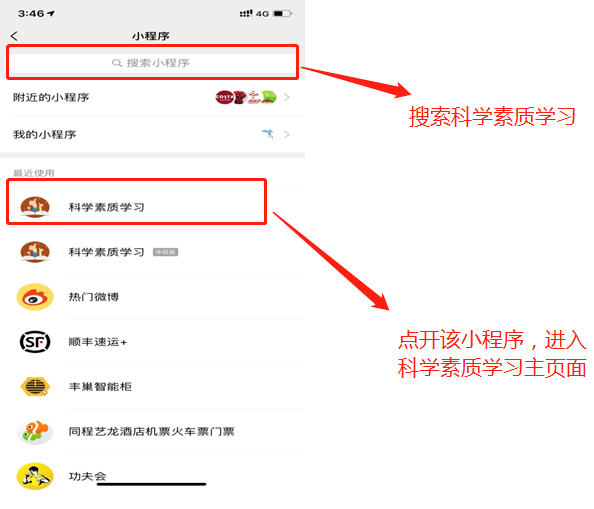 3:46
4G
小程序
搜索小程序
附近的小程序
COSTA
我的小程序
最近使用
科学素质学习
科学素质学习 体验版
热门微博
SF
顺丰速运+
丰巢智能柜
同程艺龙酒店机票火车票门票
功夫会
搜索科学素质学习
点开该小程序，进入
科学素质学习主页面